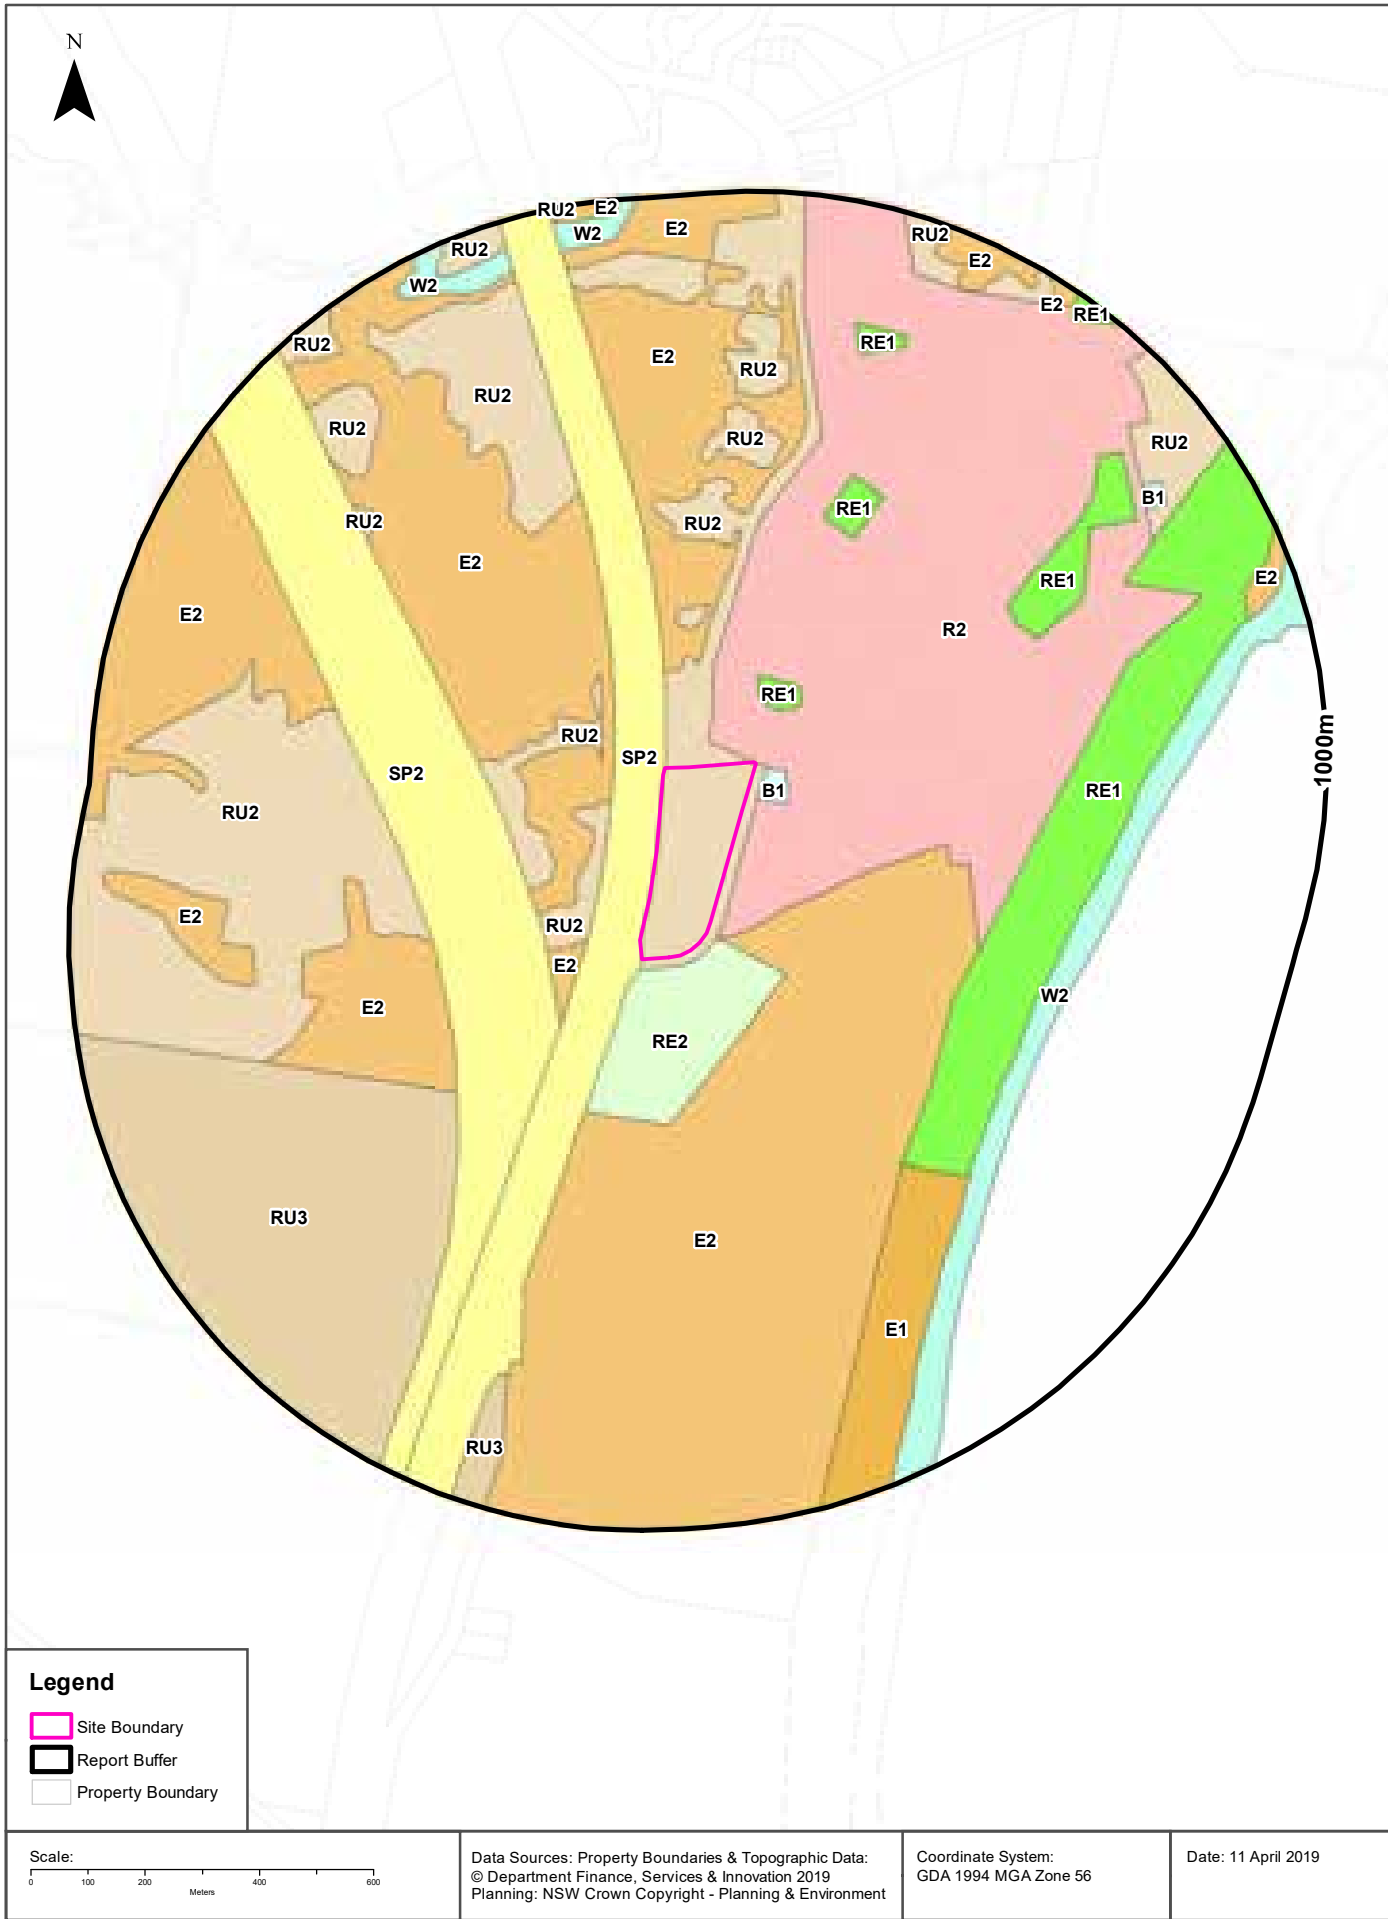 N
RU2 E2
W2
E2
RU2
W2
RU2
E2
E2
RE1
RU2
RE1
E2
RU2
RU2
RU2
RU2
RU2
B1
RE1
RU2
RU2
E2
RE1
E2
E2
R2
RE1
RU2
SP2
SP2
B1
RE1
RU2
E2
RU2
E2
W2
E2
RE2
RU3
E2
E1
RU3
1000m
Legend
Site Boundary
Report Buffer
Property Boundary
Scale:
0 100 200 400 600
Meters
Data Sources: Property Boundaries & Topographic Data:
© Department Finance, Services & Innovation 2019
Planning: NSW Crown Copyright - Planning & Environment
Coordinate System:
GDA 1994 MGA Zone 56
Date: 11 April 2019